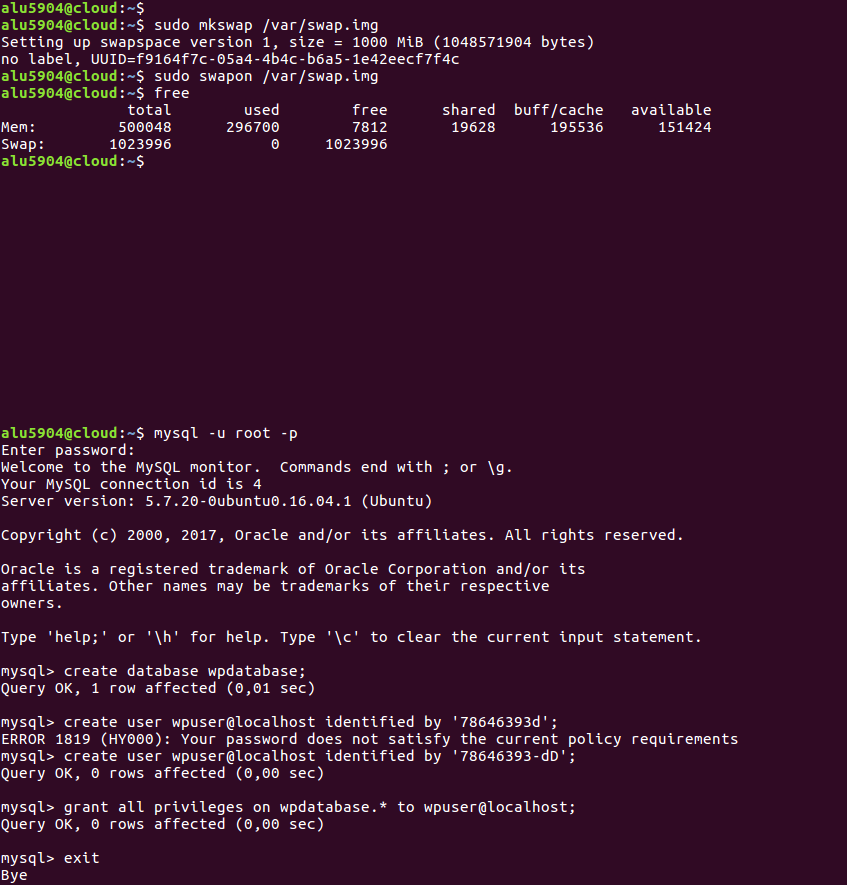 alu5904@cloud:~$
alu5904@cloud:~$ sudo mkswap /var/swap.img
Setting up swapspace version 1, size = 1000 MiB (1048571904 bytes)
no label, UUID=f9164f7c-05a4-4b4c-b6a5-1e42eecf7f4c
alu5904@cloud:~$ sudo swapon /var/swap.img
alu5904@cloud:~$ free
              total        used        free      shared  buff/cache   available
Mem:         500048      296700        7812       19628      195536      151424
Swap:       1023996           0     1023996
alu5904@cloud:~$
alu5904@cloud:~$ mysql -u root -p
Enter password:
Welcome to the MySQL monitor.  Commands end with ; or \g.
Your MySQL connection id is 4
Server version: 5.7.20-0ubuntu0.16.04.1 (Ubuntu)
Copyright (c) 2000, 2017, Oracle and/or its affiliates. All rights reserved.
Oracle is a registered trademark of Oracle Corporation and/or its
affiliates. Other names may be trademarks of their respective
owners.
Type 'help;' or '\h' for help. Type '\c' to clear the current input statement.
mysql> create database wpdatabase;
Query OK, 1 row affected (0,01 sec)
mysql> create user wpuser@localhost identified by '78646393d';
ERROR 1819 (HY000): Your password does not satisfy the current policy requirements
mysql> create user wpuser@localhost identified by '78646393-dD';
Query OK, 0 rows affected (0,00 sec)
mysql> grant all privileges on wpdatabase.* to wpuser@localhost;
Query OK, 0 rows affected (0,00 sec)
mysql> exit
Bye